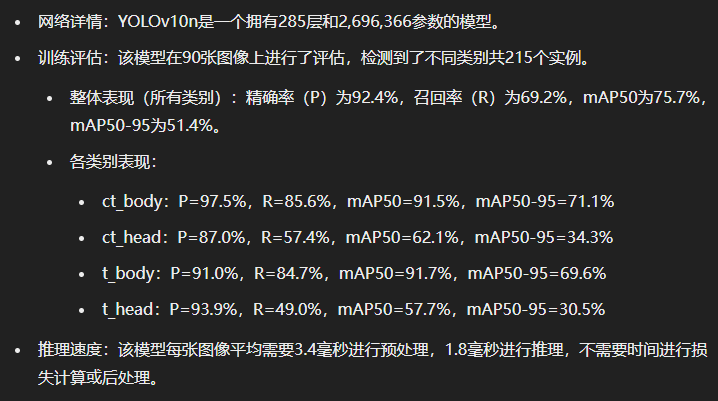 网络详情：YOLOv10n是一个拥有285层和2,696,366参数的模型。
训练评估：该模型在90张图像上进行了评估，检测到了不同类别共215个实例。
整体表现（所有类别）：精确率（P）为92.4%，召回率（R）为69.2%，mAP50为75.7%，
mAP50-95为51.4%。
各类别表现：
ct_body：P=97.5%，R=85.6%，mAP50=91.5%，mAP50-95=71.1%
ct_head：P=87.0%，R=57.4%，mAP50=62.1%，mAP50-95=34.3%
t_body：P=91.0%，R=84.7%，mAP50=91.7%，mAP50-95=69.6%
t_head：P=93.9%，R=49.0%，mAP50=57.7%，mAP50-95=30.5%
推理速度：该模型每张图像平均需要3.4毫秒进行预处理，1.8毫秒进行推理，不需要时间进行损
失计算或后处理。